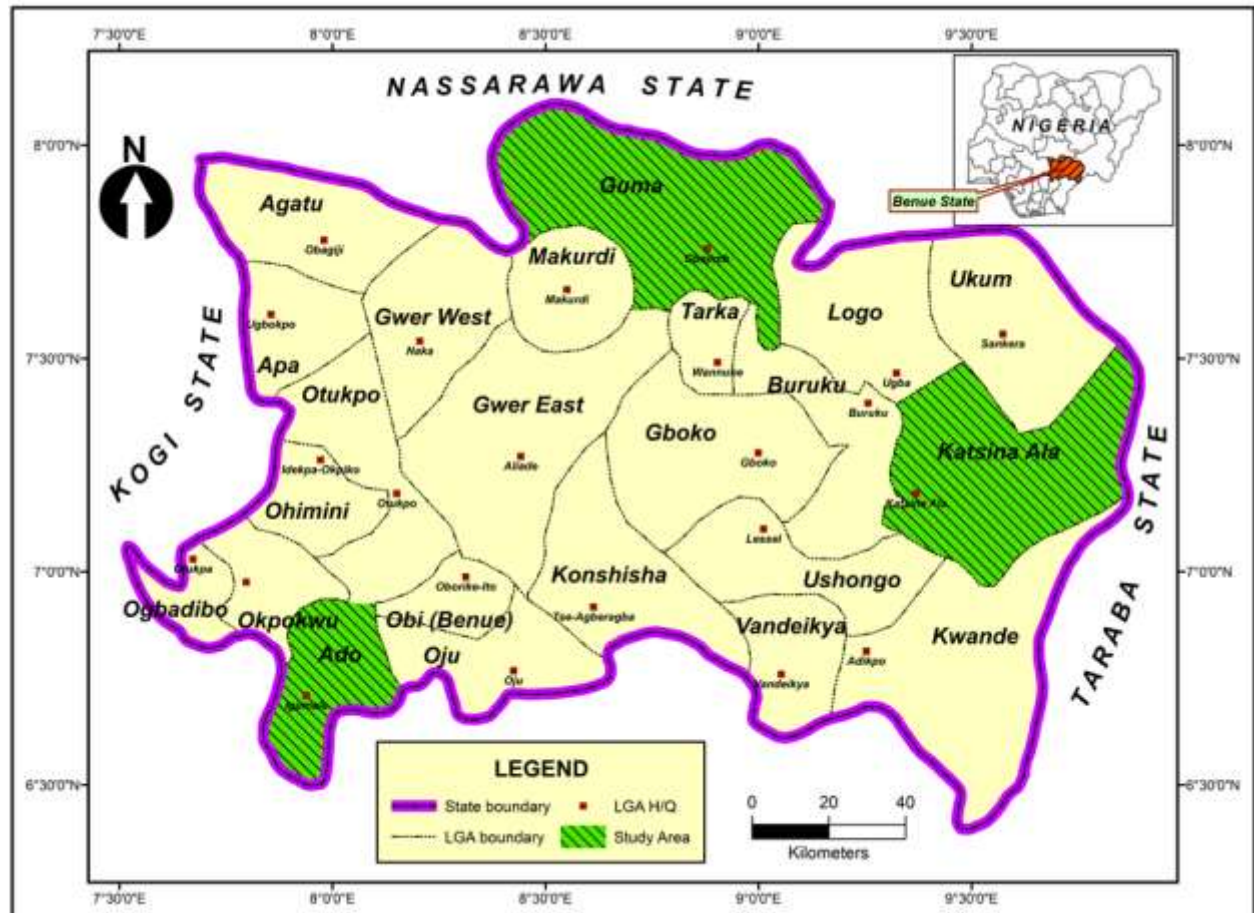 7°30'0"E 8°0'0"E 8°30'0"E 9°0'0"E 9°30'0"E
NASSARAWA STATE
NIGERIA
Benue State
8°0'0"N 8°0'0"N
N
Guma
Agatu
Obagiji
Makurdi
Makurdi
Ukum
Tarka
Logo
Ugbokpo
Gwer West
Naka
Sankera
7°30'0"N 7°30'0"N
Apa
Wannune
Buruku
Ugba
Otukpo
Buruku
Gwer East
Gboko
Katsina Ala
KOGI STATE
Aliade
Gboko
Idekpa-Okpiko
Otukpo
Katsina Ala
Ohimini
Lessel
7°0'0"N 7°0'0"N
Otukpa
Oborike-Ito
Konshisha
Ushongo
Ogbadibo
Okpokwu
Obi (Benue)
Tse-Agberagba
Vandeikya
Kwande
Ado
Oju
Adikpo
Oju
Vandeikya
TARABA STATE
LEGEND
State boundary LGA H/Q
LGA boundary Study Area
0 20 40
Kilometers
6°30'0"N 6°30'0"N
7°30'0"E 8°0'0"E 8°30'0"E 9°0'0"E 9°30'0"E